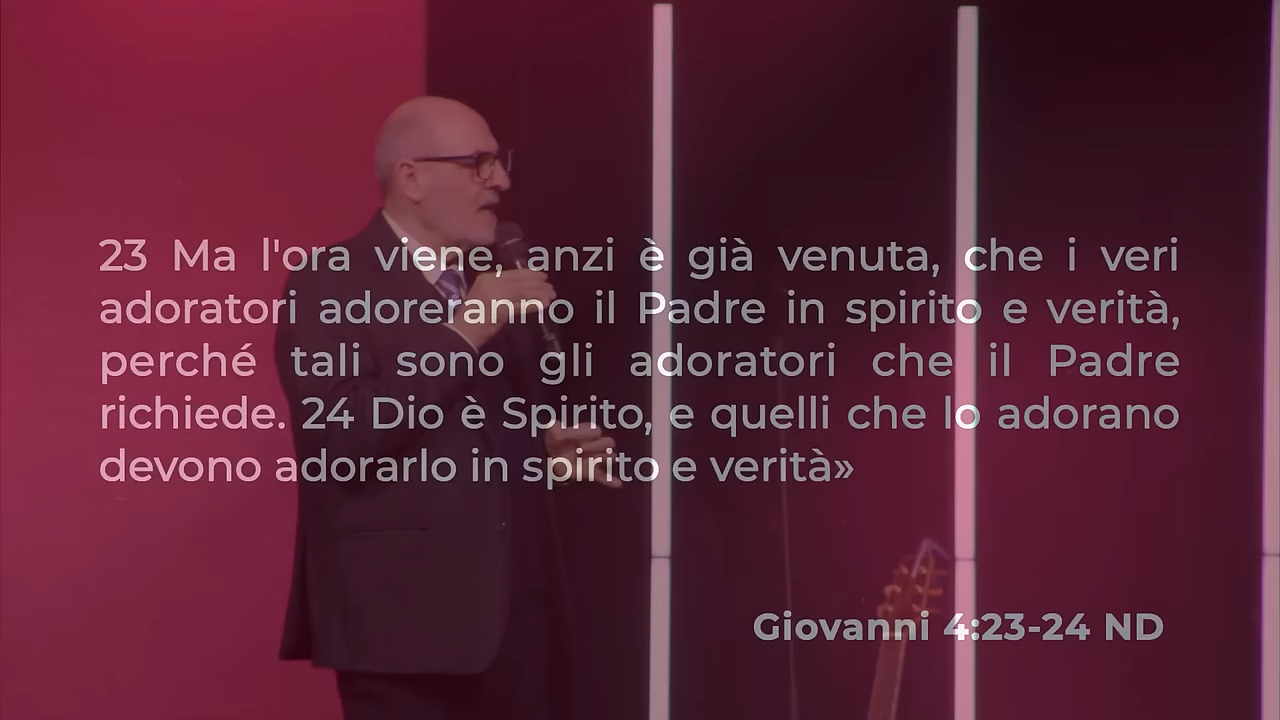 23 Ma l'ora viene, anzi è già venuta, che i veri
adoratori adoreranno il Padre in spirito e verità,
perché tali sono gli adoratori che il Padre
richiede. 24 Dio è Spirito, e quelli che lo adorano
devono adorarlo in spirito e verità»
Giovanni 4:23-24 ND